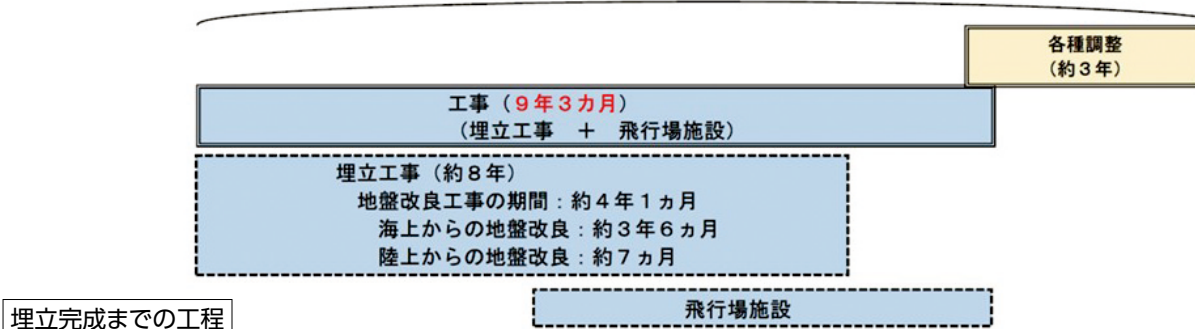 各種調整
（約３年）
工事（９年３カ月）
（埋立工事　＋　飛行場施設）
埋立工事（約８年）
地盤改良工事の期間：約４年１ヵ月
海上からの地盤改良：約３年６ヵ月
陸上からの地盤改良：約７ヵ月
飛行場施設
埋立完成までの工程